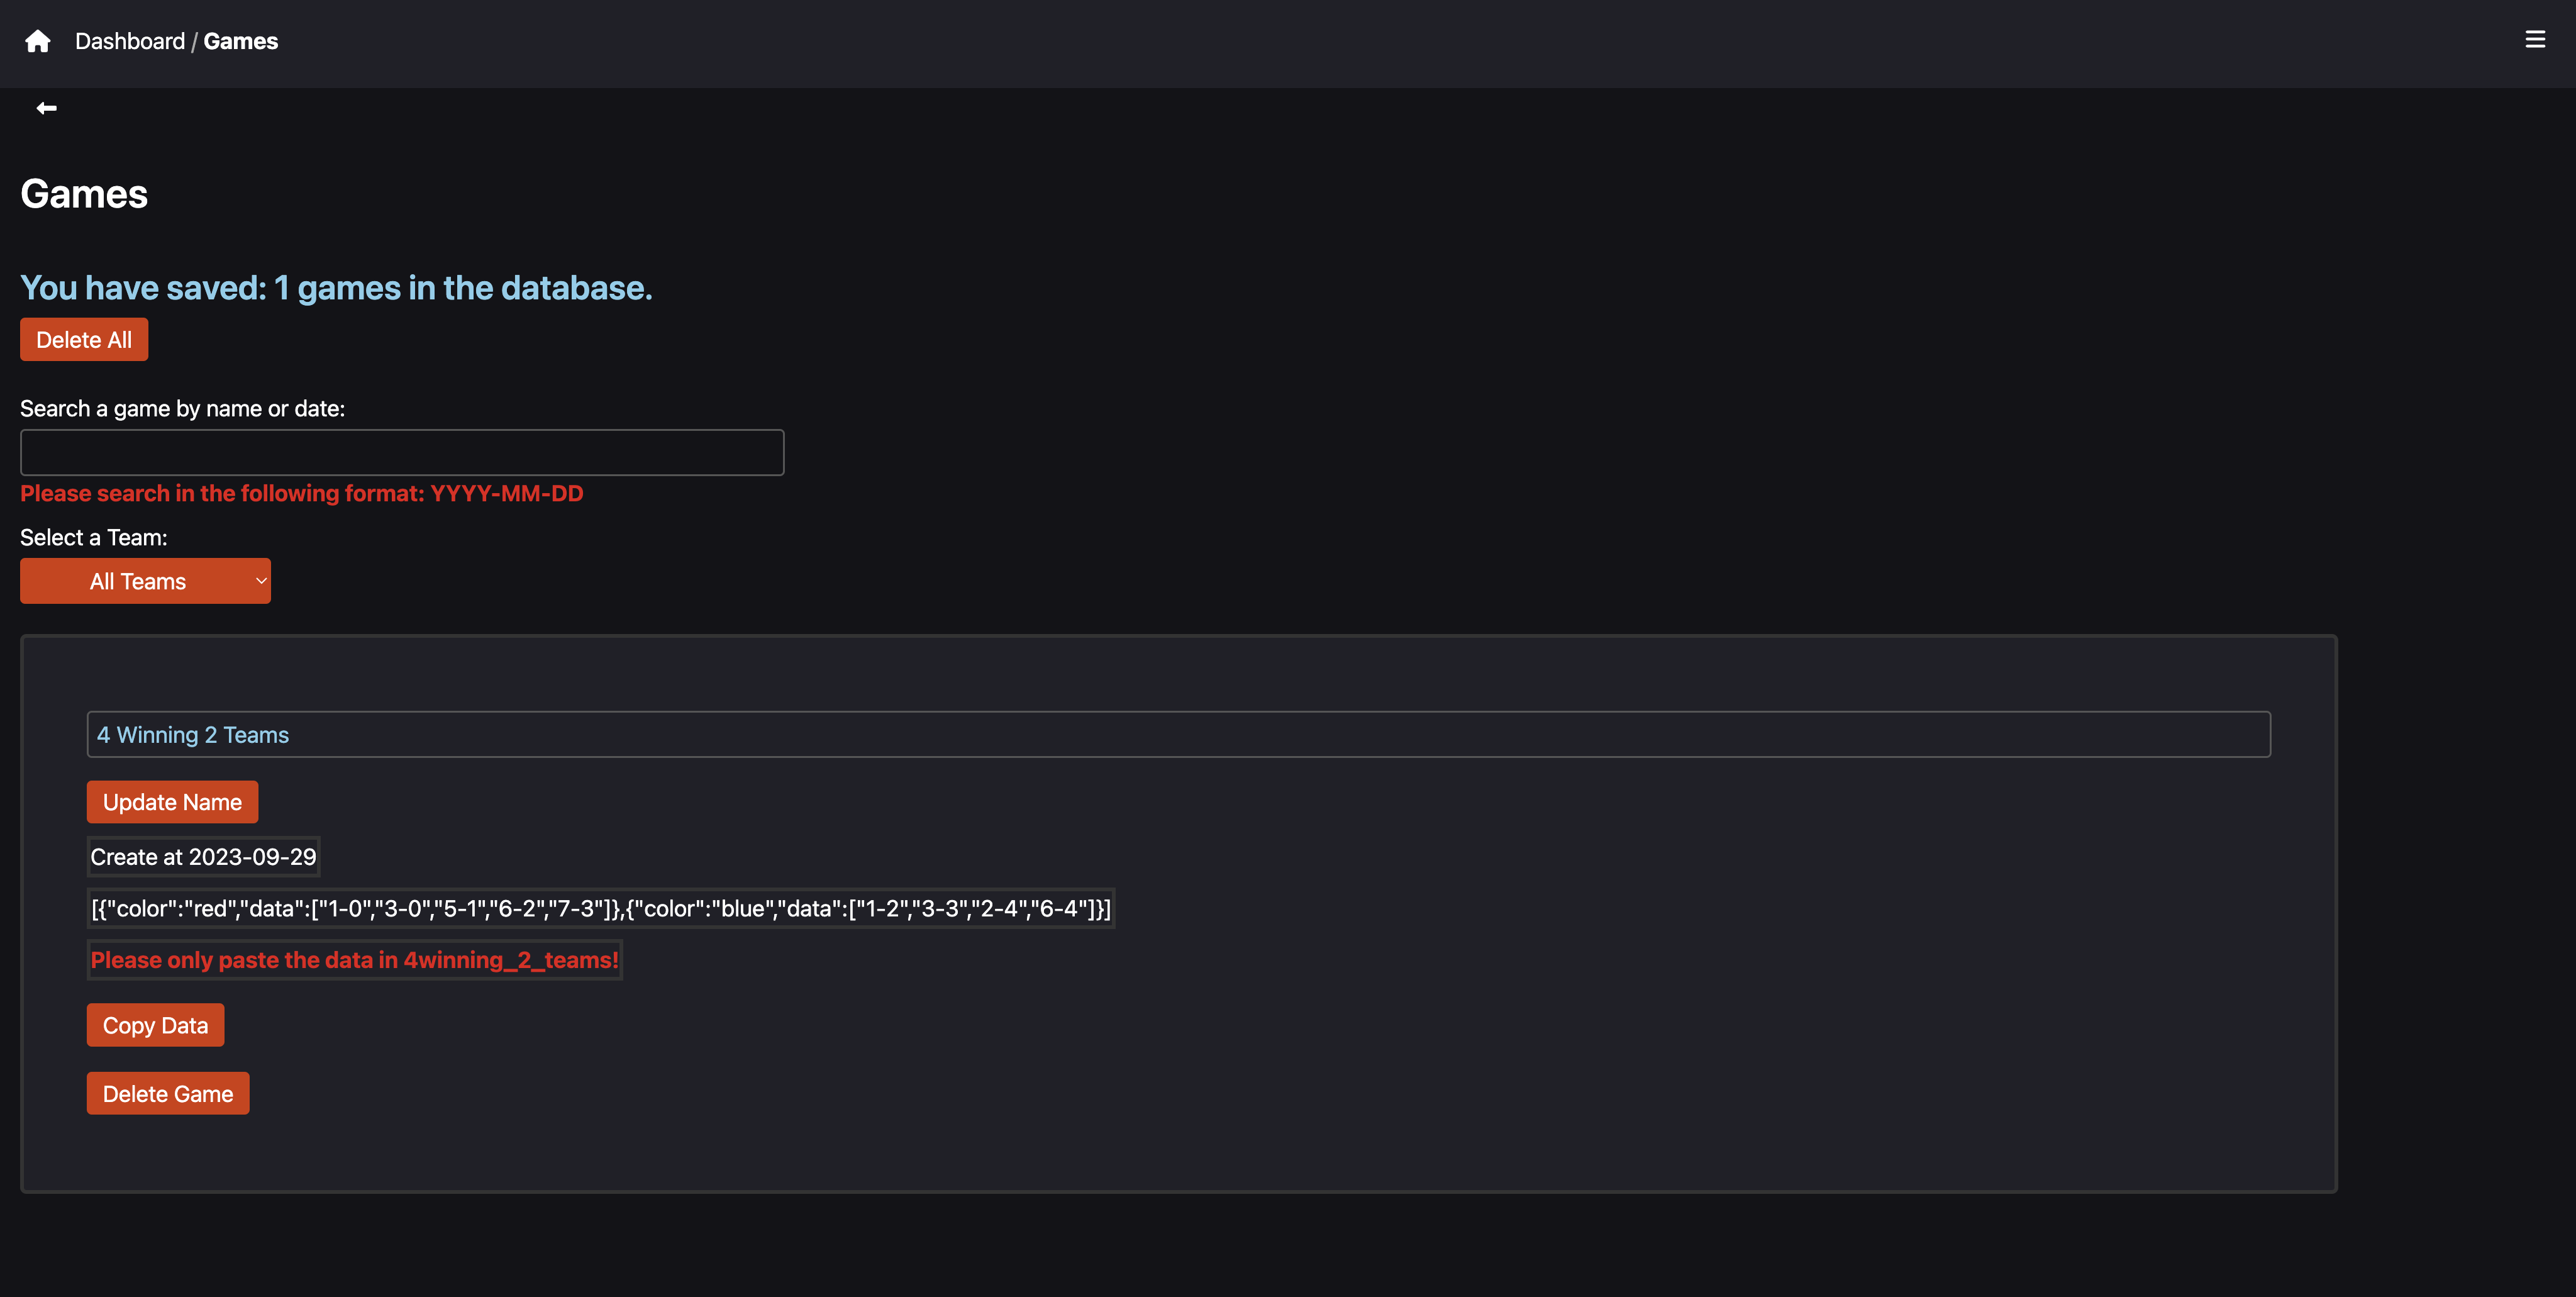 Dashboard / Games
Games
You have saved: 1 games in the database.
Delete All
Search a game by name or date:
Please search in the following format: YYYY-MM-DD
Select a Team:
All Teams
4 Winning 2 Teams
Update Name
Create at 2023-09-29
[{"color":"red","data":["1-0","3-0","5-1","6-2","7-3"]},{"color":"blue","data":["1-2","3-3","2-4","6-4"]}]
Please only paste the data in 4winning_2_teams!
Copy Data
Delete Game